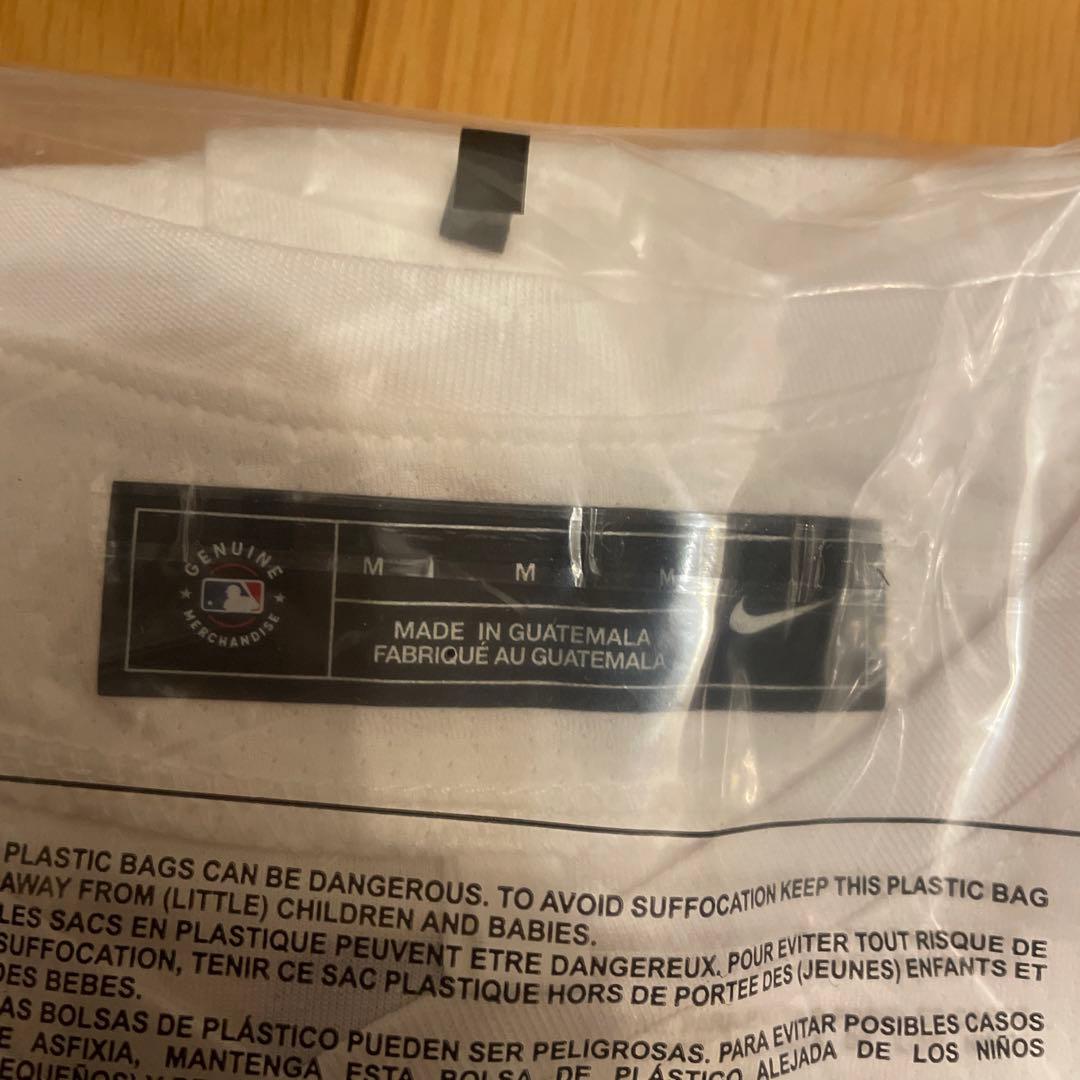 GENUINE
MERCHANDISE
M M M
MADE IN GUATEMALA
FABRIQUÉ AU GUATEMALA
PLASTIC BAGS CAN BE DANGEROUS. TO AVOID SUFFOCATION KEEP THIS PLASTIC BAG
AWAY FROM (LITTLE) CHILDREN AND BABIES.
LES SACS EN PLASTIQUE PEUVENT ETRE DANGEREUX. POUR EVITER TOUT RISQUE DE
SUFFOCATION, TENIR CE SAC PLASTIQUE HORS DE PORTEE DES (JEUNES) ENFANTS ET
DES BEBES.
AS BOLSAS DE PLÁSTICO PUEDEN SER PELIGROSAS. PARA EVITAR POSIBLES CASOS
E ASFIXIA, MANTENGA ESTA BOLSA DE PLÁSTICO ALEJADA DE LOS NIÑOS